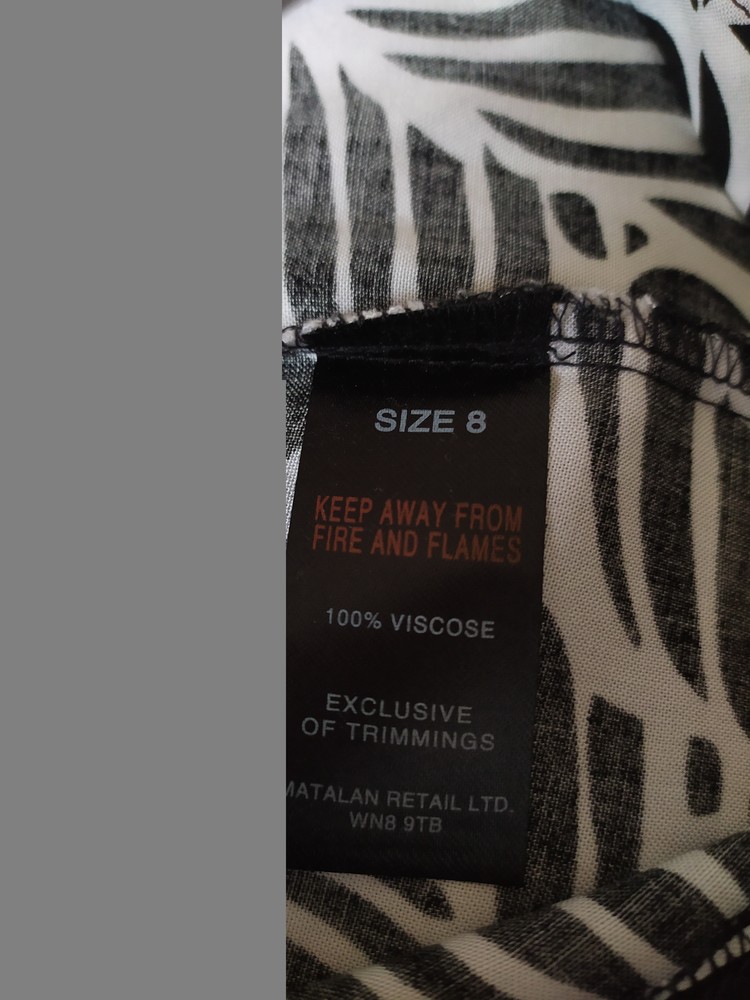 SIZE 8
KEEP AWAY FROM
FIRE AND FLAMES
100% VISCOSE
EXCLUSIVE
OF TRIMMINGS
MATALAN RETAIL LTD.
WN8 9TB